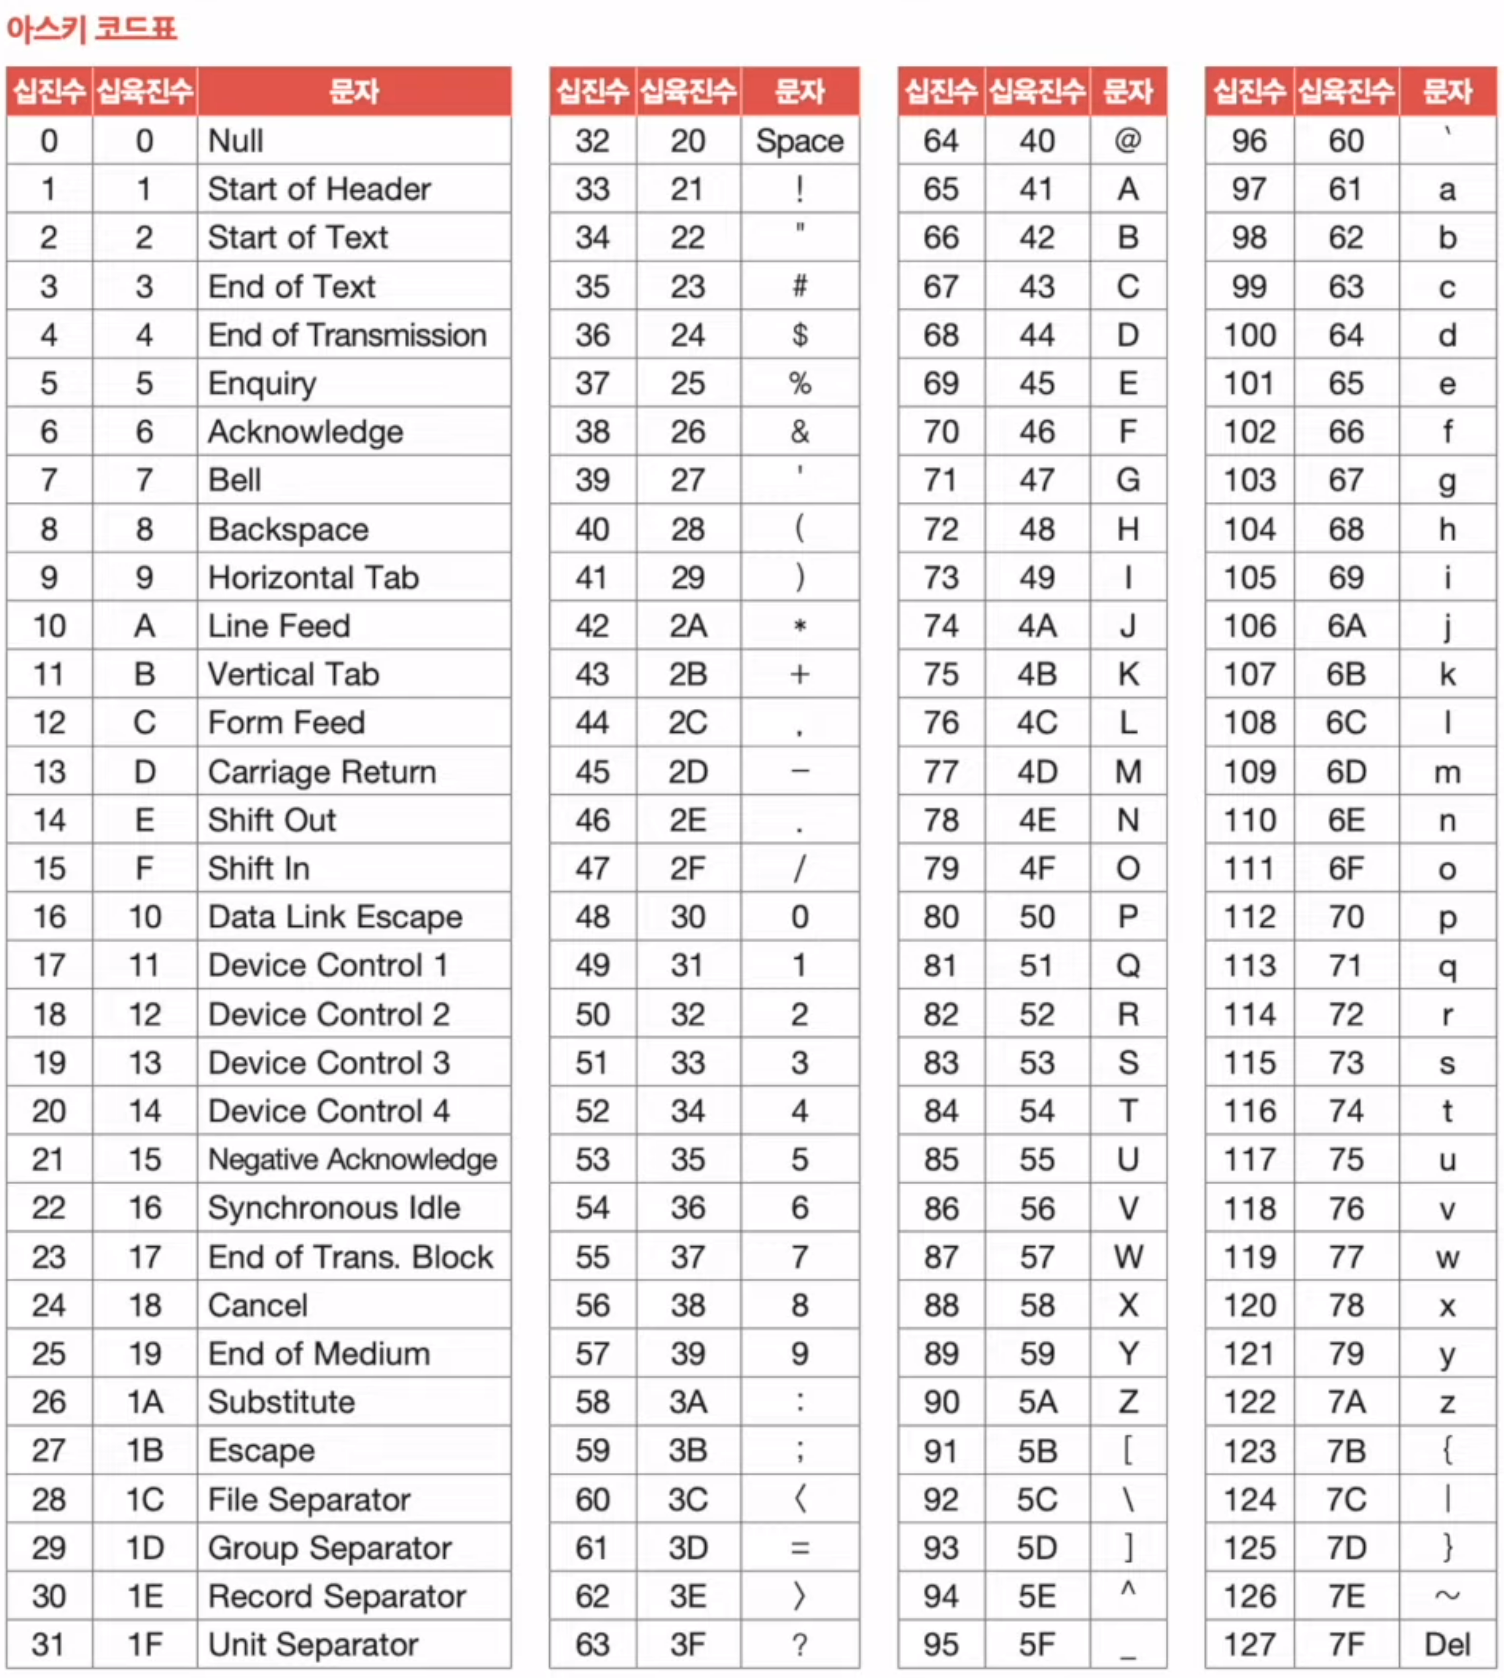 아스키 코드표
십진수 십육진수 문자 십진수 십육진수 문자 십진수 십육진수 문자 십진수 십육진수 문자
0 0 Null 32 20 Space 64 40 @ 96 60 `
1 1 Start of Header 33 21 ! 65 41 A 97 61 a
2 2 Start of Text 34 22 " 66 42 B 98 62 b
3 3 End of Text 35 23 # 67 43 C 99 63 c
4 4 End of Transmission 36 24 $ 68 44 D 100 64 d
5 5 Enquiry 37 25 % 69 45 E 101 65 e
6 6 Acknowledge 38 26 & 70 46 F 102 66 f
7 7 Bell 39 27 ' 71 47 G 103 67 g
8 8 Backspace 40 28 ( 72 48 H 104 68 h
9 9 Horizontal Tab 41 29 ) 73 49 I 105 69 i
10 A Line Feed 42 2A * 74 4A J 106 6A j
11 B Vertical Tab 43 2B + 75 4B K 107 6B k
12 C Form Feed 44 2C , 76 4C L 108 6C l
13 D Carriage Return 45 2D − 77 4D M 109 6D m
14 E Shift Out 46 2E . 78 4E N 110 6E n
15 F Shift In 47 2F / 79 4F O 111 6F o
16 10 Data Link Escape 48 30 0 80 50 P 112 70 p
17 11 Device Control 1 49 31 1 81 51 Q 113 71 q
18 12 Device Control 2 50 32 2 82 52 R 114 72 r
19 13 Device Control 3 51 33 3 83 53 S 115 73 s
20 14 Device Control 4 52 34 4 84 54 T 116 74 t
21 15 Negative Acknowledge 53 35 5 85 55 U 117 75 u
22 16 Synchronous Idle 54 36 6 86 56 V 118 76 v
23 17 End of Trans. Block 55 37 7 87 57 W 119 77 w
24 18 Cancel 56 38 8 88 58 X 120 78 x
25 19 End of Medium 57 39 9 89 59 Y 121 79 y
26 1A Substitute 58 3A : 90 5A Z 122 7A z
27 1B Escape 59 3B ; 91 5B [ 123 7B {
28 1C File Separator 60 3C 〈 92 5C \ 124 7C |
29 1D Group Separator 61 3D = 93 5D ] 125 7D }
30 1E Record Separator 62 3E 〉 94 5E ^ 126 7E ~
31 1F Unit Separator 63 3F ? 95 5F _ 127 7F Del